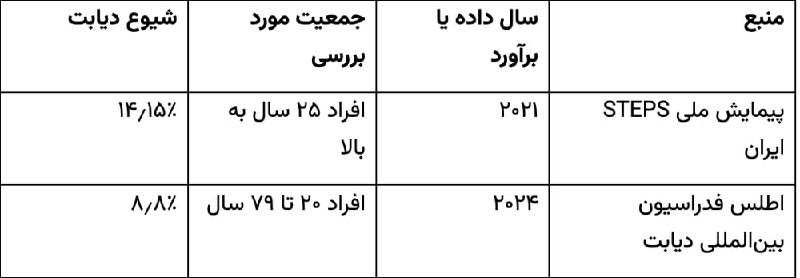 منبع
سال داده یا
برآورد
جمعیت مورد
بررسی
شیوع دیابت
پیمایش ملی STEPS
ایران
۲۰۲۱
افراد ۲۵ سال به
بالا
۱۴٫۱۵٪
اطلس فدراسیون
بین‌المللی دیابت
۲۰۲۴
افراد ۲۰ تا ۷۹ سال
۸٫۸٪